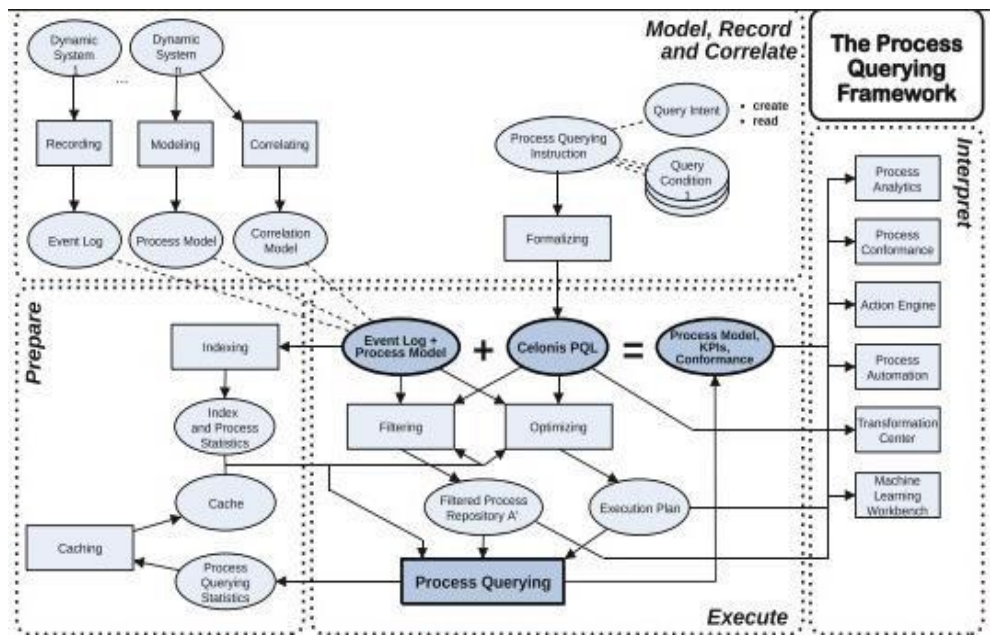 Dynamic
System
1
...
Dynamic
System
n
Model, Record
and Correlate
The Process
Querying
Framework
Recording
Modeling
Correlating
Process Querying
Instruction
Query Intent
• create
• read
Query
Condition
1
Event Log
Process Model
Correlation
Model
Formalizing
Interpret
Process
Analytics
Process
Conformance
Action Engine
Process
Automation
Transformation
Center
Machine
Learning
Workbench
Prepare
Indexing
Index
and Process
Statistics
Cache
Caching
Process
Querying
Statistics
Event Log +
Process Model
+
Celonis PQL
=
Process Model,
KPIs,
Conformance
Filtering
Optimizing
Filtered Process
Repository A'
Execution Plan
Process Querying
Execute